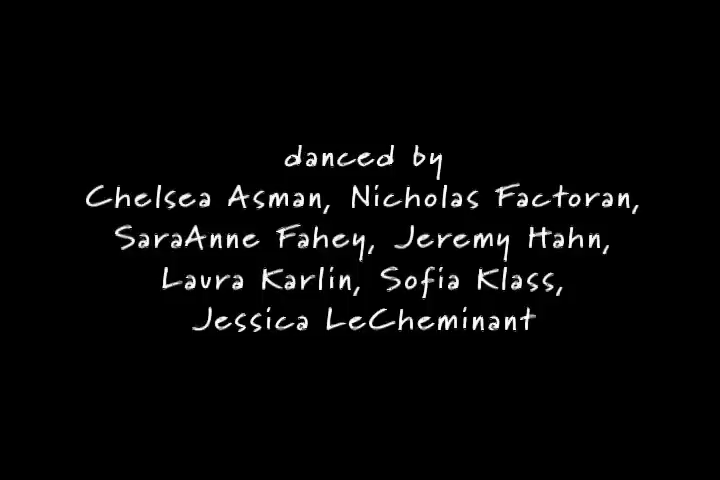 danced by
Chelsea Asman, Nicholas Factoran,
SaraAnne Fahey, Jeremy Hahn,
Laura Karlin, Sofia Klass,
Jessica LeCheminant